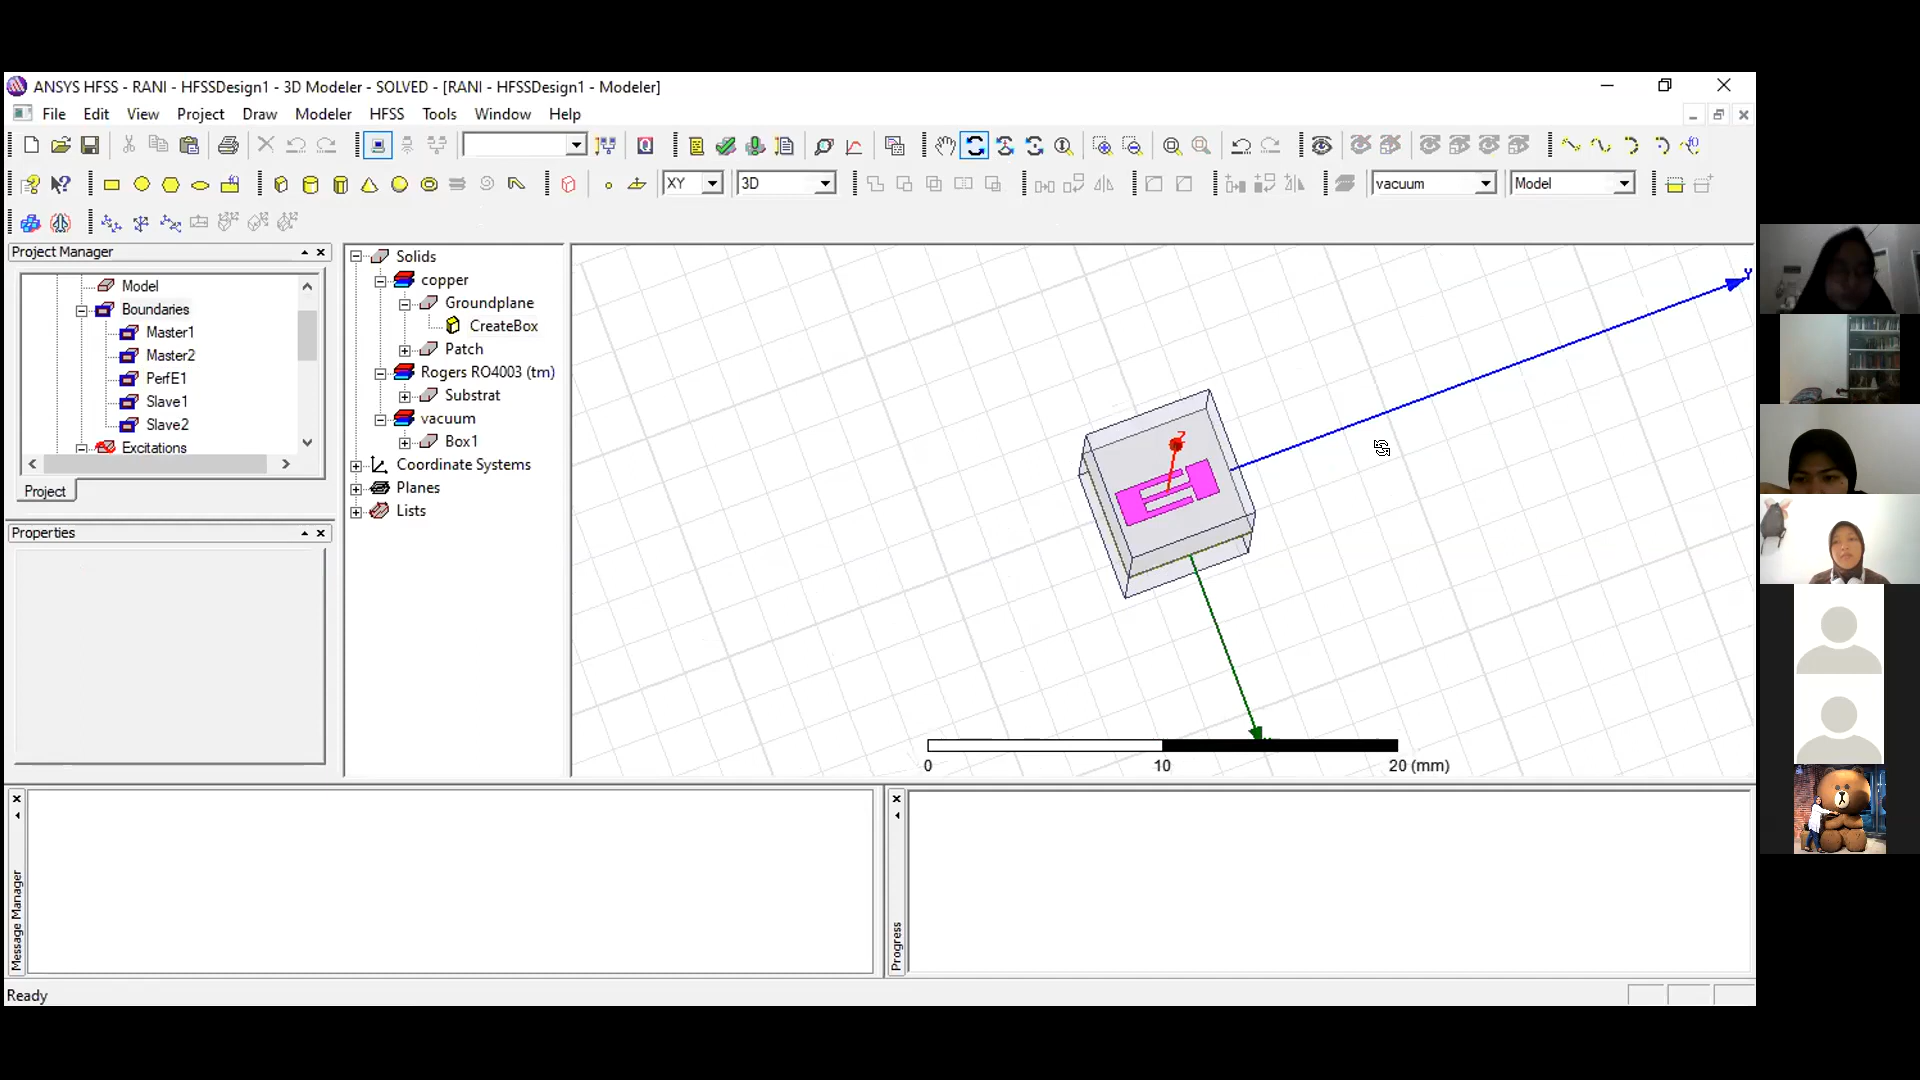 ANSYS HFSS - RANI - HFSSDesign1 - 3D Modeler - SOLVED - [RANI - HFSSDesign1 - Modeler]
File Edit View Project Draw Modeler HFSS Tools Window Help
XY 3D vacuum Model
Project Manager
Model
Boundaries
Master1
Master2
PerfE1
Slave1
Slave2
Excitations
Project
Properties
Solids
copper
Groundplane
CreateBox
Patch
Rogers RO4003 (tm)
Substrat
vacuum
Box1
Coordinate Systems
Planes
Lists
Y
Z
0 10 20 (mm)
Message Manager
Progress
Ready